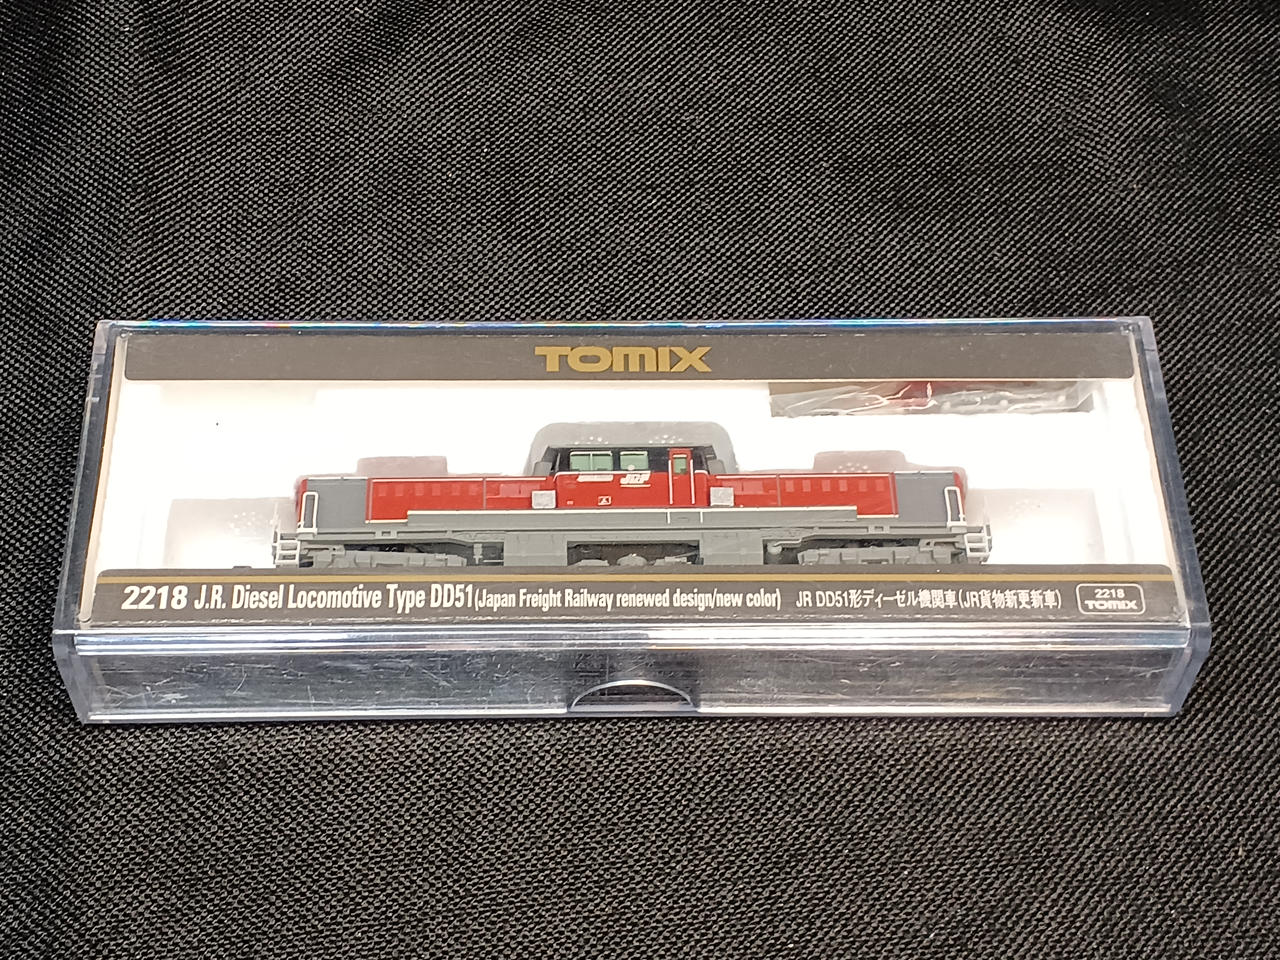 TOMIX
2218 J.R. Diesel Locomotive Type DD51(Japan Freight Railway renewed design/new color) JR DD51形ディーゼル機関車(JR貨物新更新車)
2218
TOMIX